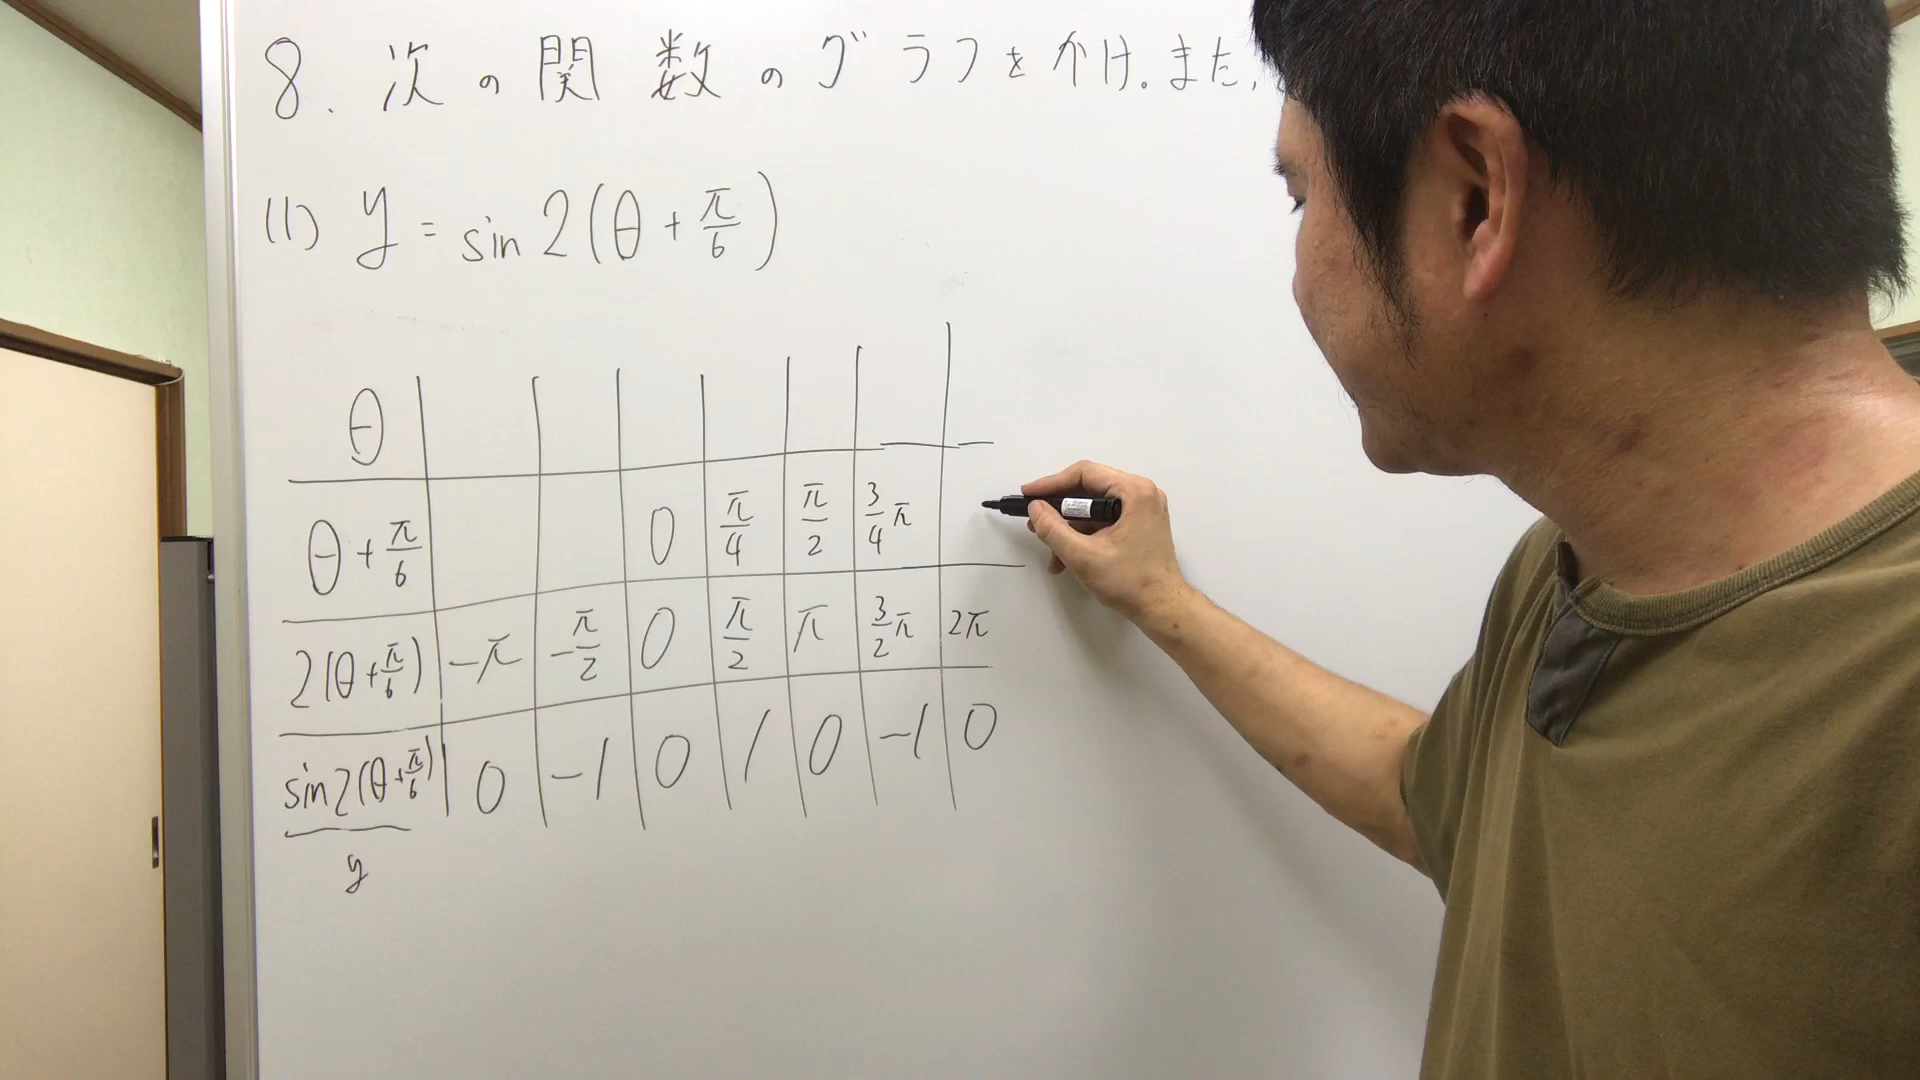 8. 次の関数のグラフをかけ。また,
(1) y = sin 2(θ + π/6)
θ
θ + π/6 0 π/4 π/2 3/4 π
2(θ + π/6) -π -π/2 0 π/2 π 3/2 π 2π
sin2(θ + π/6) 0 -1 0 1 0 -1 0
y